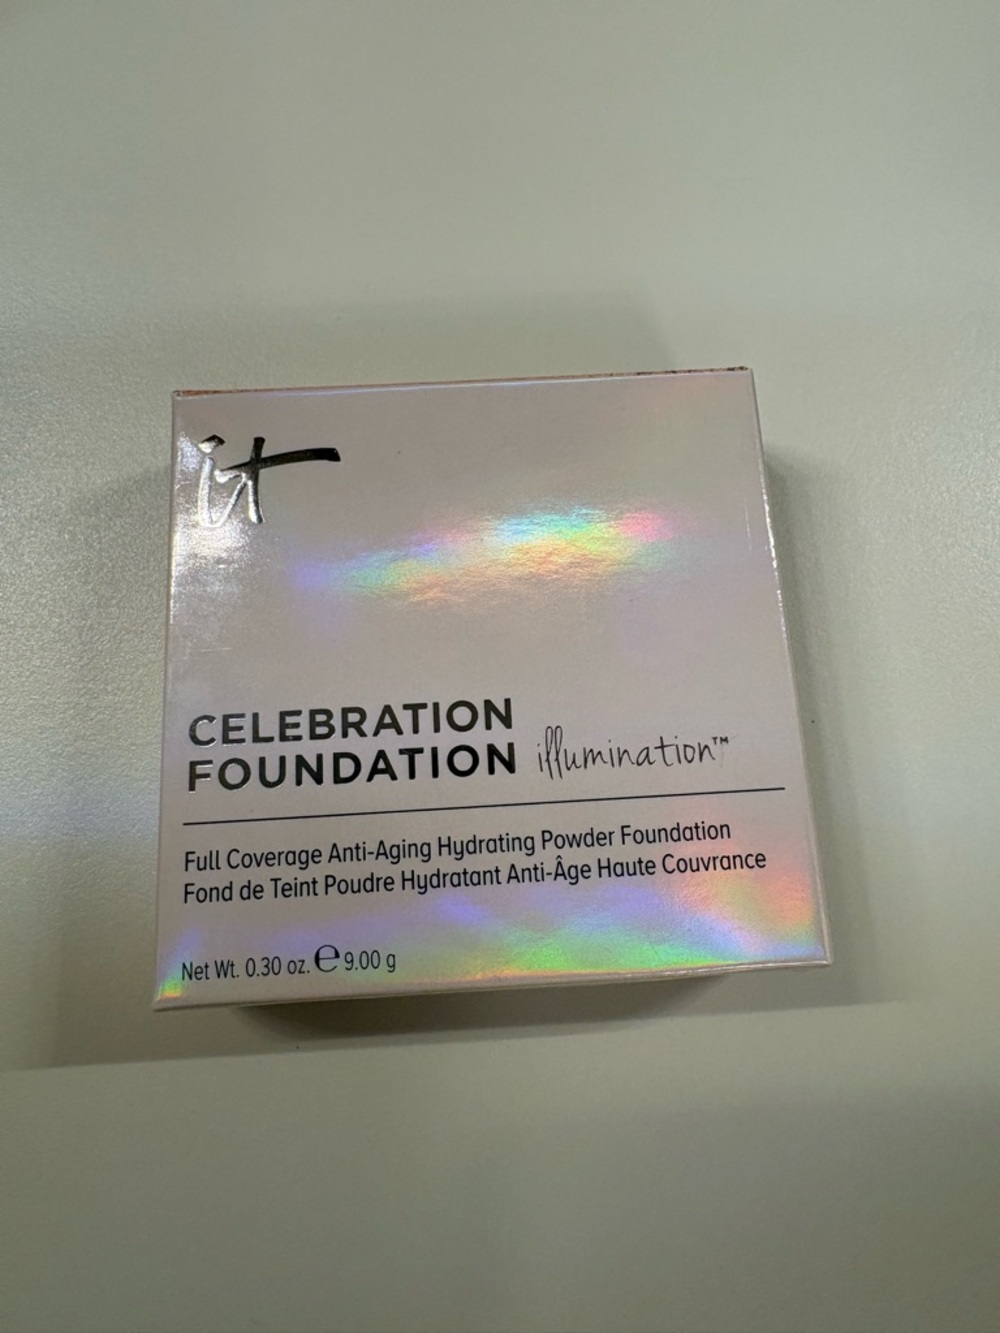 it
CELEBRATION
FOUNDATION illumination™
Full Coverage Anti-Aging Hydrating Powder Foundation
Fond de Teint Poudre Hydratant Anti-Âge Haute Couvrance
Net Wt. 0.30 oz. ℮ 9.00 g